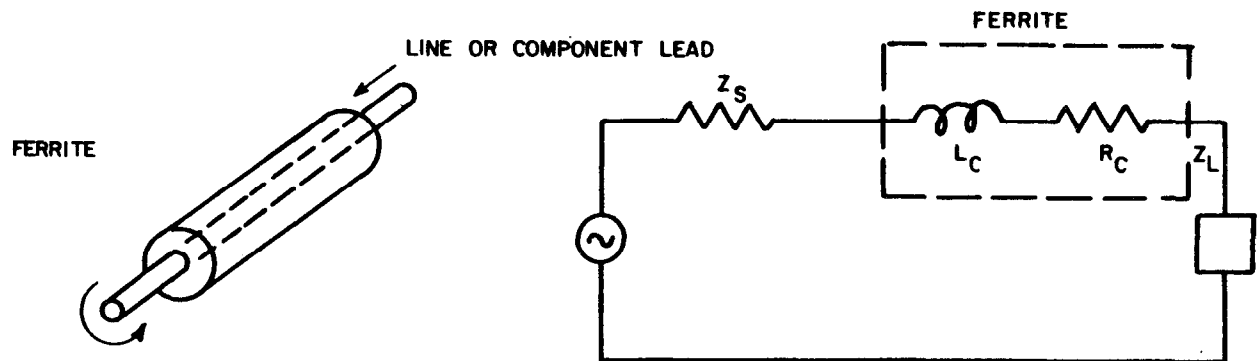 LINE OR COMPONENT LEAD
FERRITE
FERRITE
Z_S
L_C
R_C
Z_L